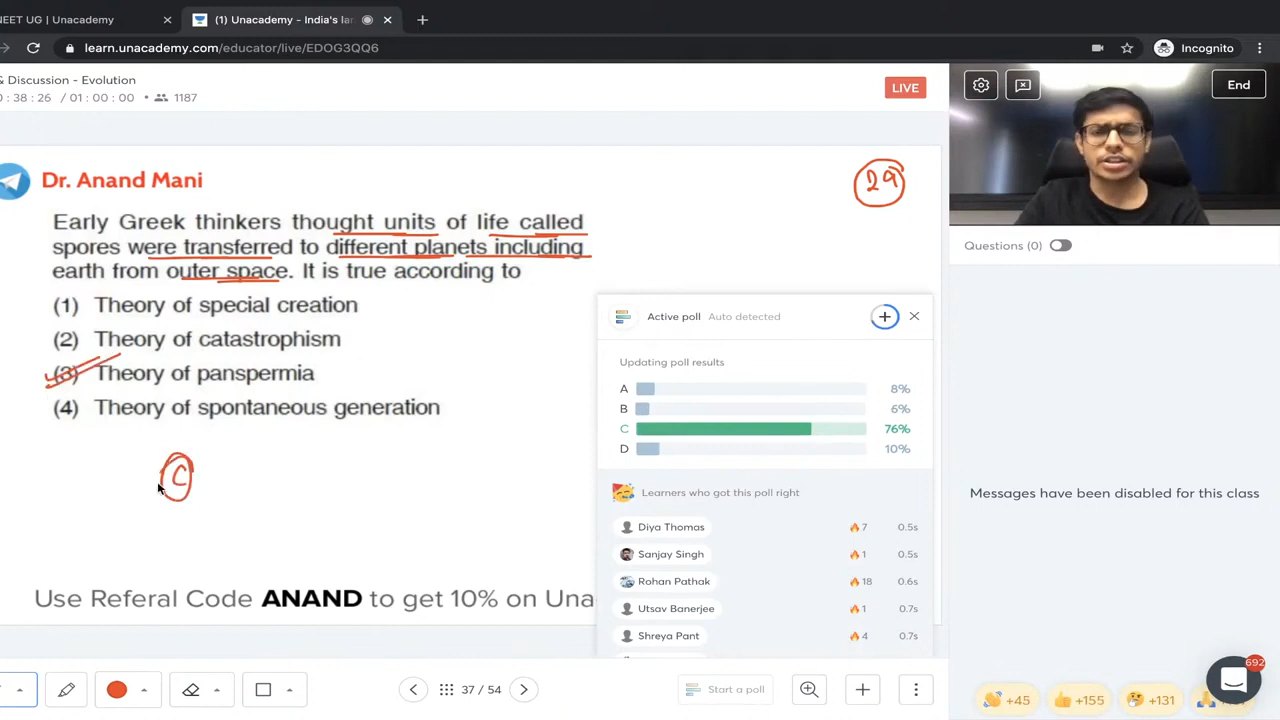 NEET UG | Unacademy
(1) Unacademy - India's lar
learn.unacademy.com/educator/live/EDOG3QQ6
Incognito
& Discussion - Evolution
: 38 : 26 / 01 : 00 : 00 • 1187
LIVE
End
Dr. Anand Mani
29
Early Greek thinkers thought units of life called
spores were transferred to different planets including
earth from outer space. It is true according to
(1) Theory of special creation
(2) Theory of catastrophism
(3) Theory of panspermia
(4) Theory of spontaneous generation
C
Use Referal Code ANAND to get 10% on Una
Active poll Auto detected
Updating poll results
A 8%
B 6%
C 76%
D 10%
Learners who got this poll right
Diya Thomas 7 0.5s
Sanjay Singh 1 0.5s
Rohan Pathak 18 0.6s
Utsav Banerjee 1 0.7s
Shreya Pant 4 0.7s
Questions (0)
Messages have been disabled for this class
37 / 54
Start a poll
692
+45 +155 +131